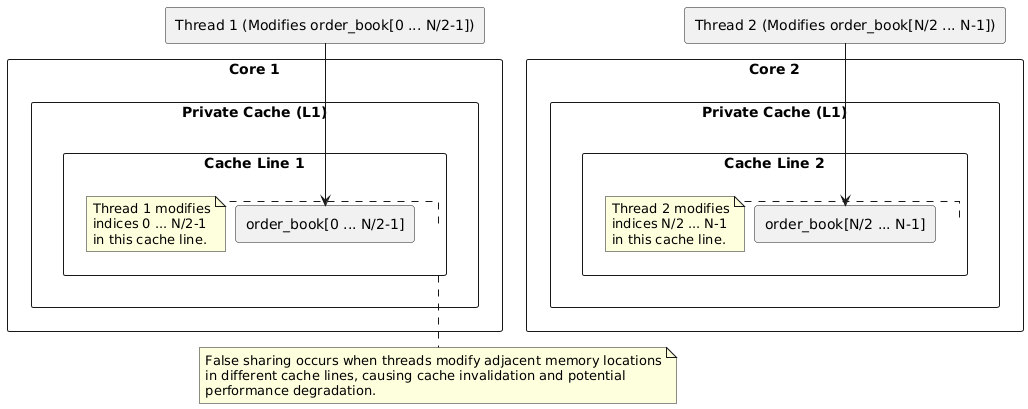 Thread 1 (Modifies order_book[0 ... N/2-1])
Thread 2 (Modifies order_book[N/2 ... N-1])
Core 1
Private Cache (L1)
Cache Line 1
Thread 1 modifies
indices 0 ... N/2-1
in this cache line.
order_book[0 ... N/2-1]
Core 2
Private Cache (L1)
Cache Line 2
Thread 2 modifies
indices N/2 ... N-1
in this cache line.
order_book[N/2 ... N-1]
False sharing occurs when threads modify adjacent memory locations
in different cache lines, causing cache invalidation and potential
performance degradation.